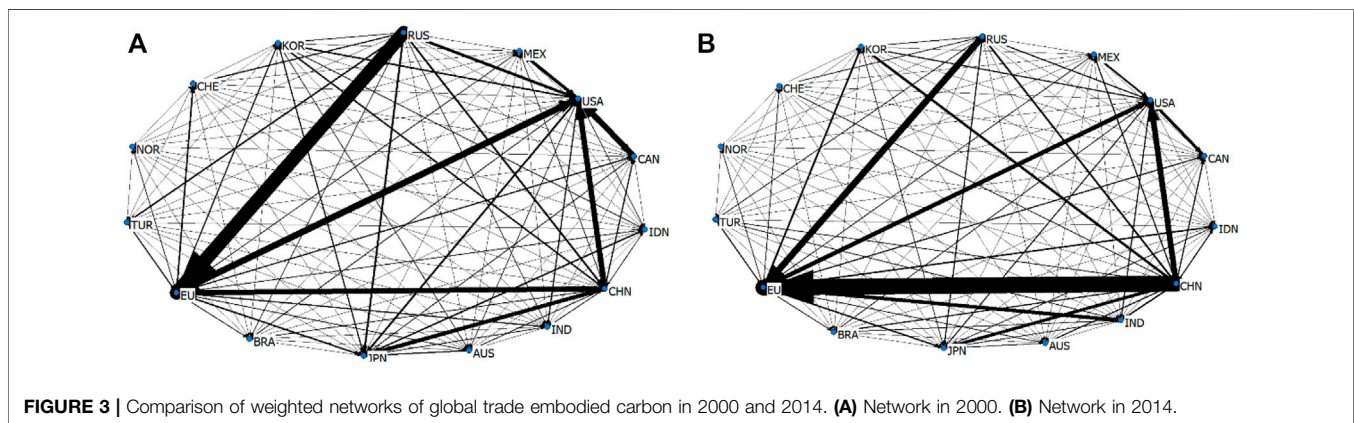 A
B
RUS
KOR
MEX
CHE
USA
NOR
CAN
TUR
IDN
EU
CHN
BRA
IND
JPN
AUS
RUS
KOR
MEX
CHE
USA
NOR
CAN
TUR
IDN
EU
CHN
BRA
IND
JPN
AUS
FIGURE 3 | Comparison of weighted networks of global trade embodied carbon in 2000 and 2014. (A) Network in 2000. (B) Network in 2014.